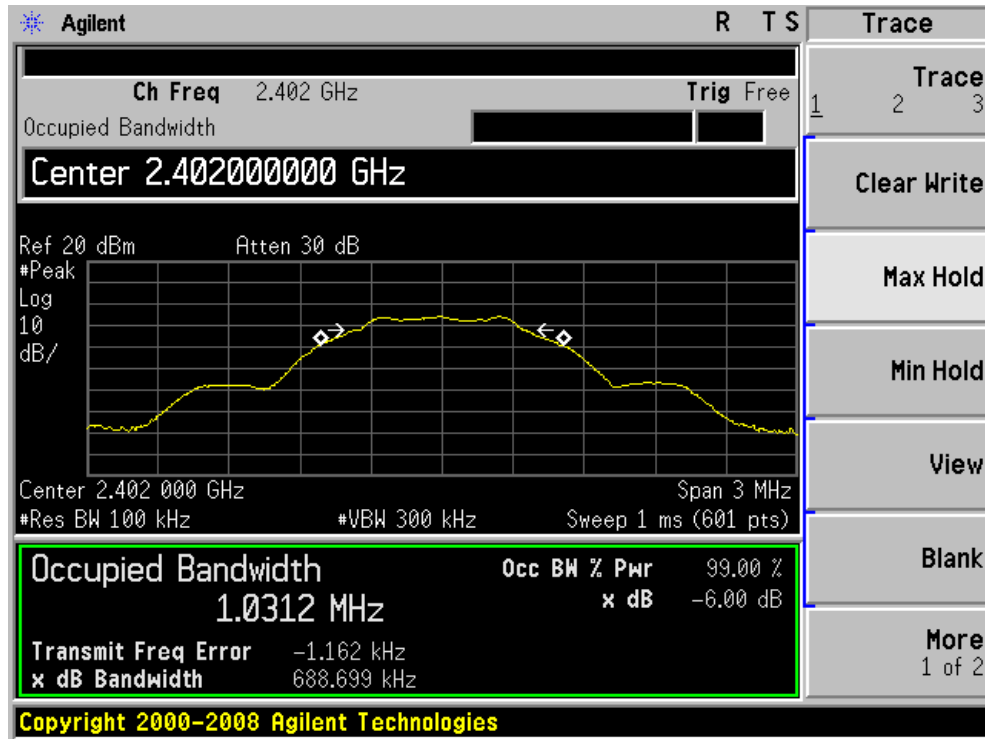 Agilent R T S Trace
Trace
1 2 3
Ch Freq 2.402 GHz Trig Free
Occupied Bandwidth
Center 2.402000000 GHz
Clear Write
Ref 20 dBm Atten 30 dB
#Peak
Log
10
dB/
Max Hold
Min Hold
View
Center 2.402 000 GHz Span 3 MHz
#Res BW 100 kHz #VBW 300 kHz Sweep 1 ms (601 pts)
Occupied Bandwidth Occ BW % Pwr 99.00 %
1.0312 MHz x dB -6.00 dB
Blank
Transmit Freq Error -1.162 kHz
x dB Bandwidth 688.699 kHz
More
1 of 2
Copyright 2000-2008 Agilent Technologies